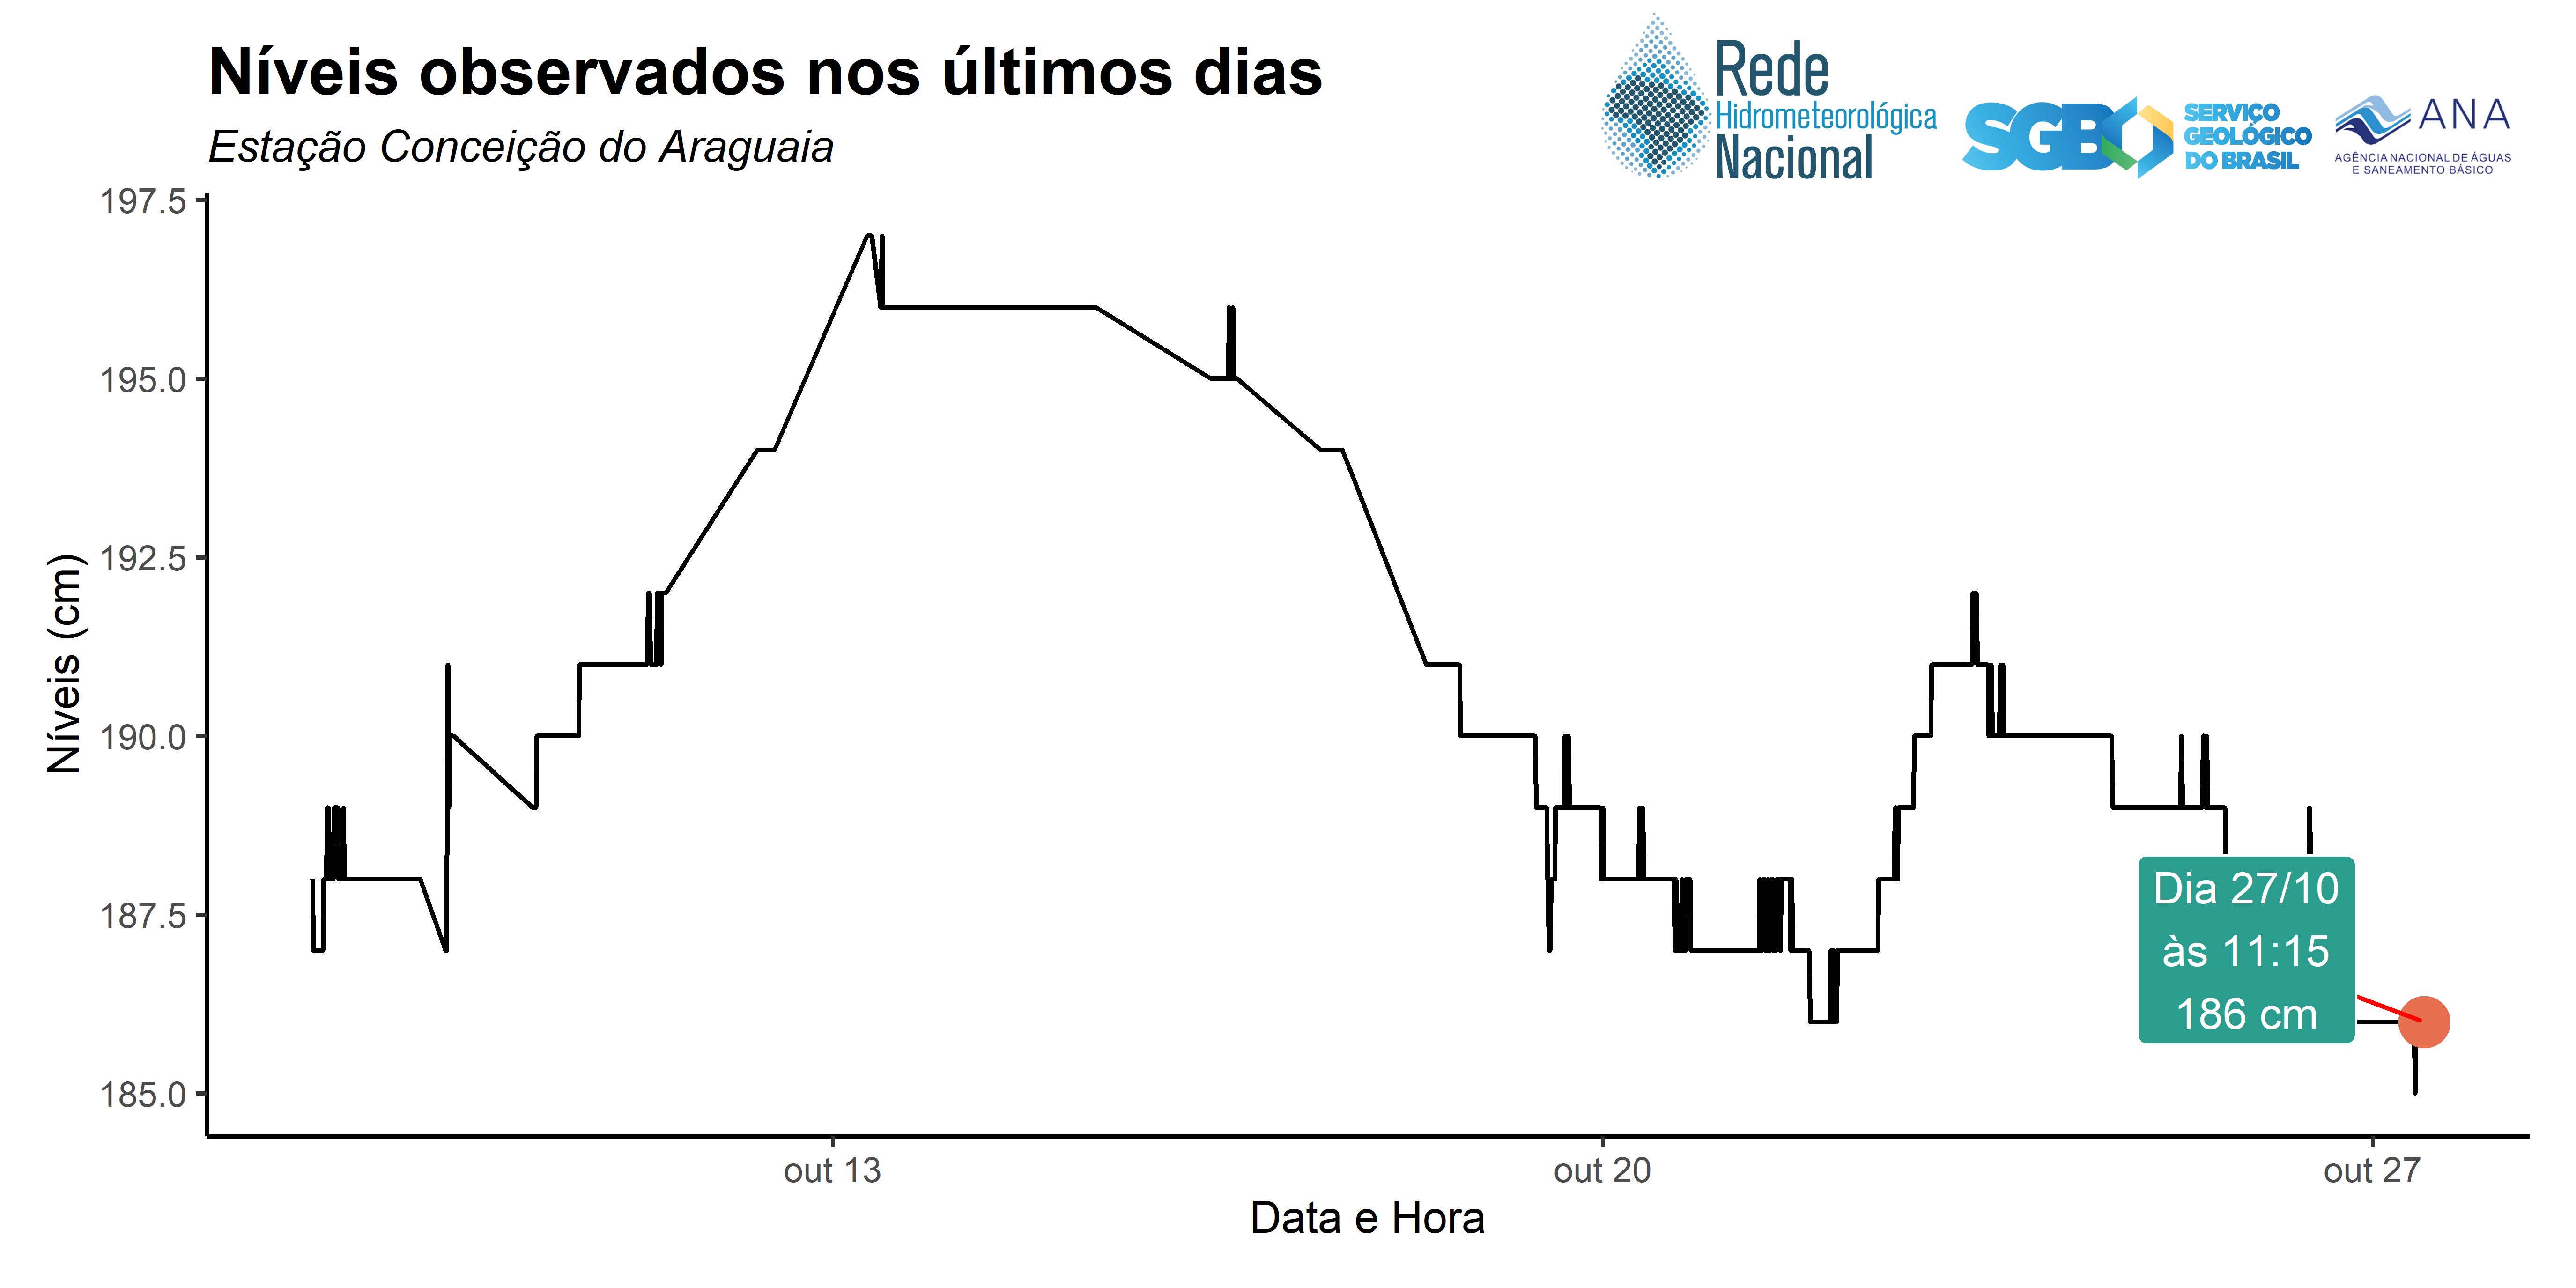 Níveis observados nos últimos dias
Estação Conceição do Araguaia
Rede
Hidrometeorológica
Nacional
SGB
SERVIÇO
GEOLÓGICO
DO BRASIL
ANA
AGÊNCIA NACIONAL DE ÁGUAS
E SANEAMENTO BÁSICO
Níveis (cm)
197.5
195.0
192.5
190.0
187.5
185.0
Dia 27/10
às 11:15
186 cm
out 13
out 20
out 27
Data e Hora